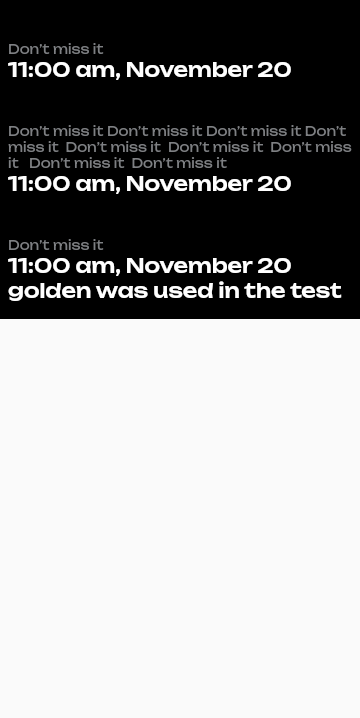 Don't miss it
11:00 am, November 20
Don't miss it Don't miss it Don't miss it Don't
miss it  Don't miss it  Don't miss it  Don't miss
it   Don't miss it  Don't miss it
11:00 am, November 20
Don't miss it
11:00 am, November 20
golden was used in the test